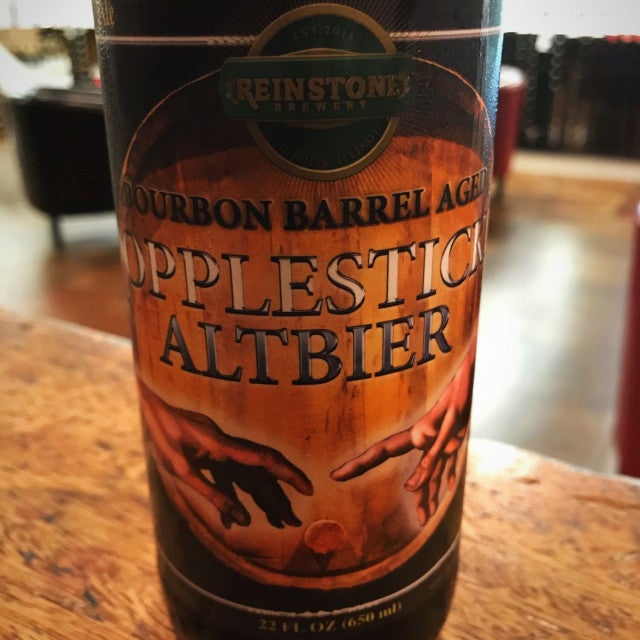 EST 2015
REINSTONE
BREWERY
BOURBON BARREL AGED
OPPLESTICK
ALTBIER
22 FL OZ (650 ml)